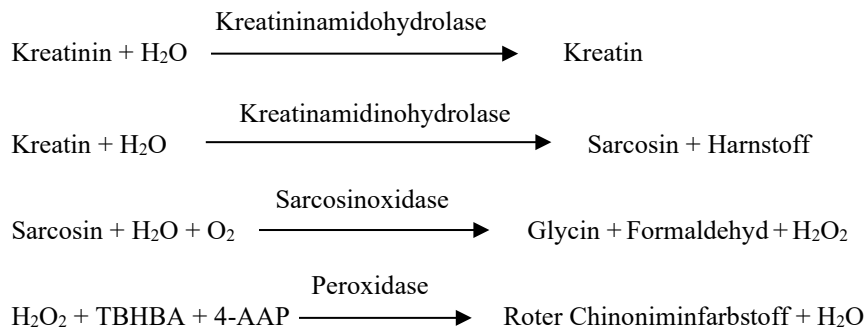 Kreatininamidohydrolase
Kreatinin + H₂O Kreatin
Kreatinamidinohydrolase
Kreatin + H₂O Sarcosin + Harnstoff
Sarcosinoxidase
Sarcosin + H₂O + O₂ Glycin + Formaldehyd + H₂O₂
Peroxidase
H₂O₂ + TBHBA + 4-AAP Roter Chinoniminfarbstoff + H₂O